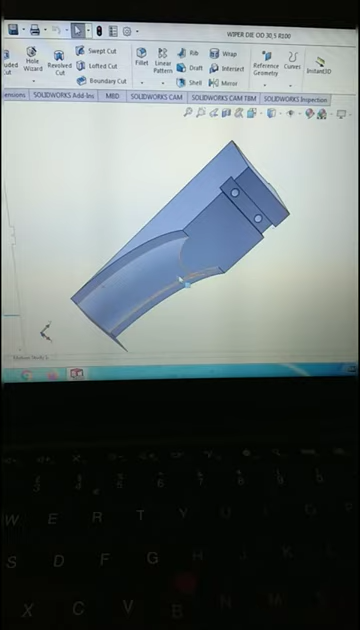 WIPER DIE OD 30,5 R100
Hole Wizard
Revolved Cut
Swept Cut
Lofted Cut
Boundary Cut
Fillet
Linear Pattern
Rib
Draft
Shell
Wrap
Intersect
Mirror
Reference Geometry
Curves
Instant3D
SOLIDWORKS Add-Ins
MBD
SOLIDWORKS CAM
SOLIDWORKS CAM TBM
SOLIDWORKS Inspection
W E R T Y
S D F G H J K
X C V B N M